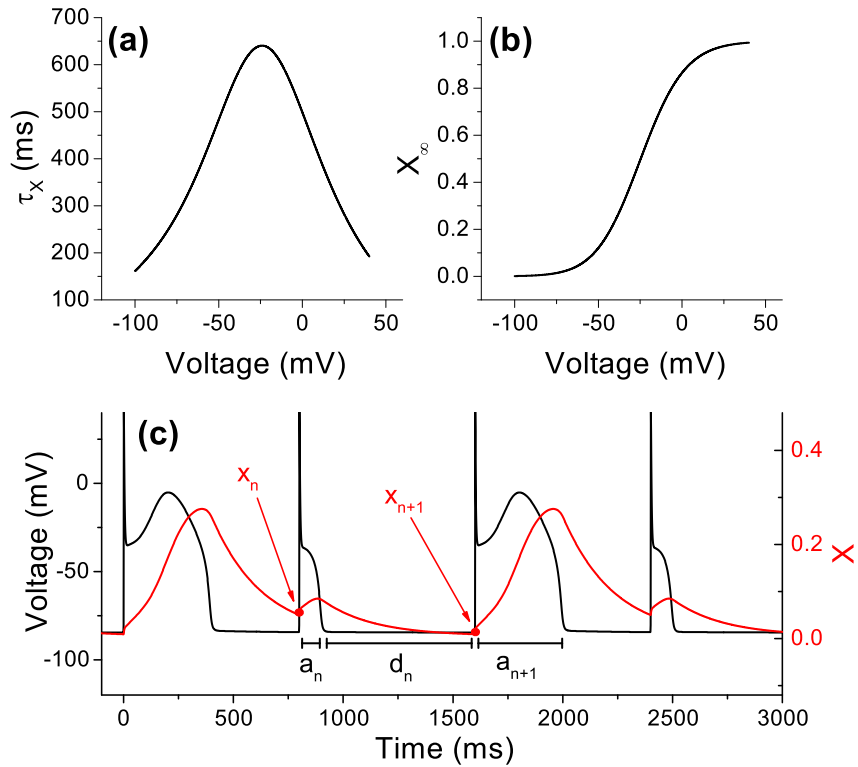 (a)
700
600
500
400
300
200
100
τX (ms)
-100 -50 0 50
Voltage (mV)
(b)
1.0
0.8
0.6
0.4
0.2
0.0
X∞
-100 -50 0 50
Voltage (mV)
(c)
0
-50
-100
Voltage (mV)
xn
xn+1
an
dn
an+1
0.4
0.2
0.0
X
0 500 1000 1500 2000 2500 3000
Time (ms)